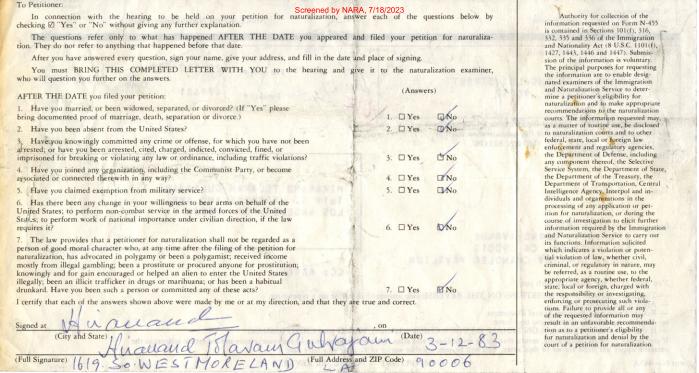 Screened by NARA, 7/18/2023
To Petitioner:
In connection with the hearing to be held on your petition for naturalization, answer each of the questions below by
checking ☑ "Yes" or "No" without giving any further explanation.
The questions refer only to what has happened AFTER THE DATE you appeared and filed your petition for naturaliza-
tion. They do not refer to anything that happened before that date.
After you have answered every question, sign your name, give your address, and fill in the date and place of signing.
You must BRING THIS COMPLETED LETTER WITH YOU to the hearing and give it to the naturalization examiner,
who will question you further on the answers.
(Answers)
AFTER THE DATE you filed your petition:
1. Have you married, or been widowed, separated, or divorced? (If "Yes" please
bring documented proof of marriage, death, separation or divorce.) 1. ☐ Yes ☑ No
2. Have you been absent from the United States? 2. ☐ Yes ☑ No
3. Have you knowingly committed any crime or offense, for which you have not been
arrested; or have you been arrested, cited, charged, indicted, convicted, fined, or
imprisoned for breaking or violating any law or ordinance, including traffic violations? 3. ☐ Yes ☑ No
4. Have you joined any organization, including the Communist Party, or become
associated or connected therewith in any way? 4. ☐ Yes ☑ No
5. Have you claimed exemption from military service? 5. ☐ Yes ☑ No
6. Has there been any change in your willingness to bear arms on behalf of the
United States; to perform non-combat service in the armed forces of the United
States; to perform work of national importance under civilian direction, if the law
requires it? 6. ☐ Yes ☑ No
7. The law provides that a petitioner for naturalization shall not be regarded as a
person of good moral character who, at any time after the filing of the petition for
naturalization, has advocated in polygamy or been a polygamist; received income
mostly from illegal gambling; been a prostitute or procured anyone for prostitution;
knowingly and for gain encouraged or helped an alien to enter the United States
illegally; been an illicit trafficker in drugs or marihuana; or has been a habitual
drunkard. Have you been such a person or committed any of these acts? 7. ☐ Yes ☑ No
I certify that each of the answers shown above were made by me or at my direction, and that they are true and correct.
Signed at Hiranand , on
(City and State) (Date) 3-12-83
Hiranand Tolaram Gulrajani
(Full Signature) (Full Address and ZIP Code)
1619. SO. WESTMORELAND L A 90006
Authority for collection of the
information requested on Form N-455
is contained in Sections 101(f), 316,
332, 335 and 336 of the Immigration
and Nationality Act (8 U.S.C. 1101(f),
1427, 1443, 1446 and 1447). Submis-
sion of the information is voluntary.
The principal purposes for requesting
the information are to enable desig-
nated examiners of the Immigration
and Naturalization Service to deter-
mine a petitioner's eligibility for
naturalization and to make appropriate
recommendations to the naturalization
courts. The information requested may
as a matter of routine use, be disclosed
to naturalization courts and to other
federal, state, local or foreign law
enforcement and regulatory agencies,
the Department of Defense, including
any component thereof, the Selective
Service System, the Department of State,
the Department of the Treasury, the
Department of Transportation, Central
Intelligence Agency, Interpol and in-
dividuals and organizations in the
processing of any application or pet-
ition for naturalization, or during the
course of investigation to elicit further
information required by the Immigration
and Naturalization Service to carry out
its functions. Information solicited
which indicates a violation or poten-
tial violation of law, whether civil,
criminal, or regulatory in nature, may
be referred, as a routine use, to the
appropriate agency, whether federal,
state, local or foreign, charged with
the responsibility or investigating,
enforcing or prosecuting such viola-
tions. Failure to provide all or any
of the requested information may
result in an unfavorable recommenda-
tion as to a petitioner's eligibility
for naturalization and denial by the
court of a petition for naturalization.